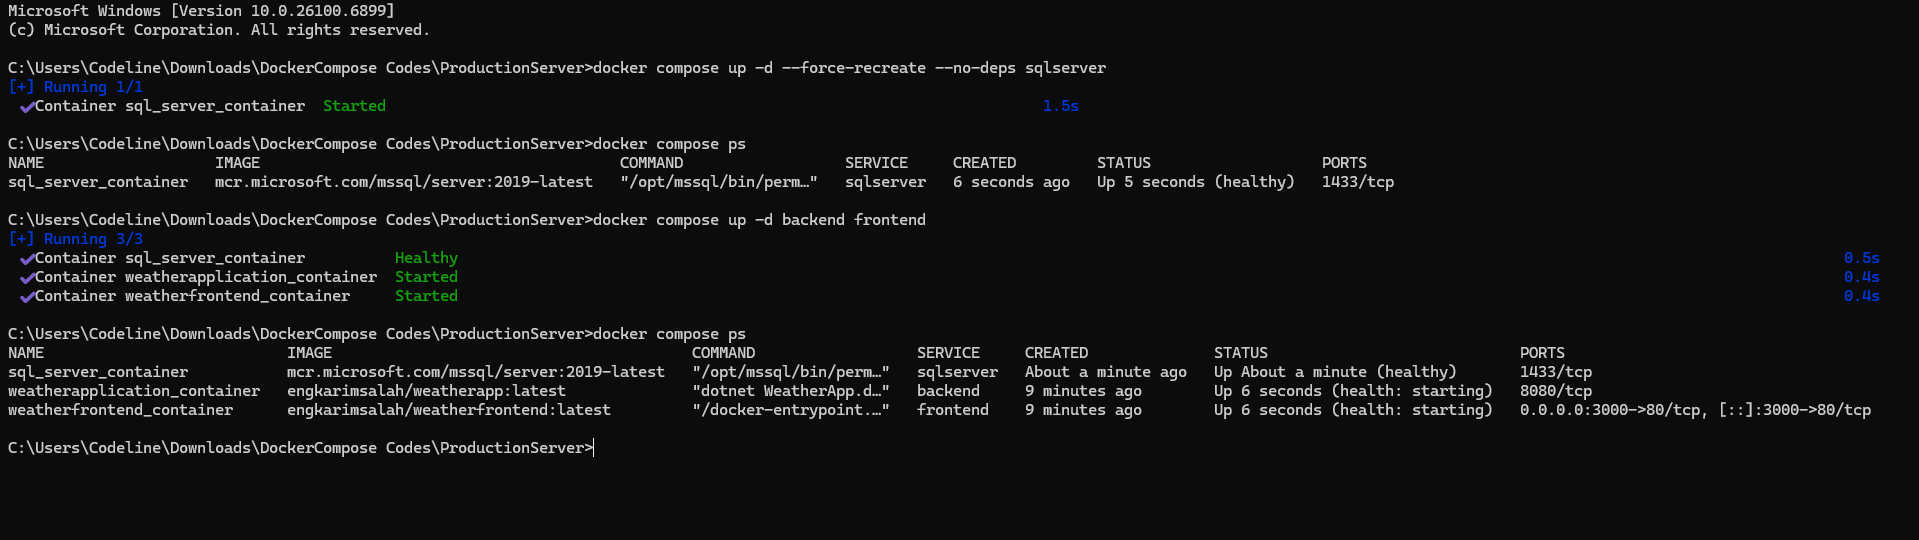 Microsoft Windows [Version 10.0.26100.6899]
(c) Microsoft Corporation. All rights reserved.
C:\Users\Codeline\Downloads\DockerCompose Codes\ProductionServer>docker compose up -d --force-recreate --no-deps sqlserver
[+] Running 1/1
✔Container sql_server_container  Started 1.5s
C:\Users\Codeline\Downloads\DockerCompose Codes\ProductionServer>docker compose ps
NAME IMAGE COMMAND SERVICE CREATED STATUS PORTS
sql_server_container mcr.microsoft.com/mssql/server:2019-latest "/opt/mssql/bin/perm…" sqlserver 6 seconds ago Up 5 seconds (healthy) 1433/tcp
C:\Users\Codeline\Downloads\DockerCompose Codes\ProductionServer>docker compose up -d backend frontend
[+] Running 3/3
✔Container sql_server_container Healthy 0.5s
✔Container weatherapplication_container Started 0.4s
✔Container weatherfrontend_container Started 0.4s
C:\Users\Codeline\Downloads\DockerCompose Codes\ProductionServer>docker compose ps
NAME IMAGE COMMAND SERVICE CREATED STATUS PORTS
sql_server_container mcr.microsoft.com/mssql/server:2019-latest "/opt/mssql/bin/perm…" sqlserver About a minute ago Up About a minute (healthy) 1433/tcp
weatherapplication_container engkarimsalah/weatherapp:latest "dotnet WeatherApp.d…" backend 9 minutes ago Up 6 seconds (health: starting) 8080/tcp
weatherfrontend_container engkarimsalah/weatherfrontend:latest "/docker-entrypoint.…" frontend 9 minutes ago Up 6 seconds (health: starting) 0.0.0.0:3000->80/tcp, [::]:3000->80/tcp
C:\Users\Codeline\Downloads\DockerCompose Codes\ProductionServer>